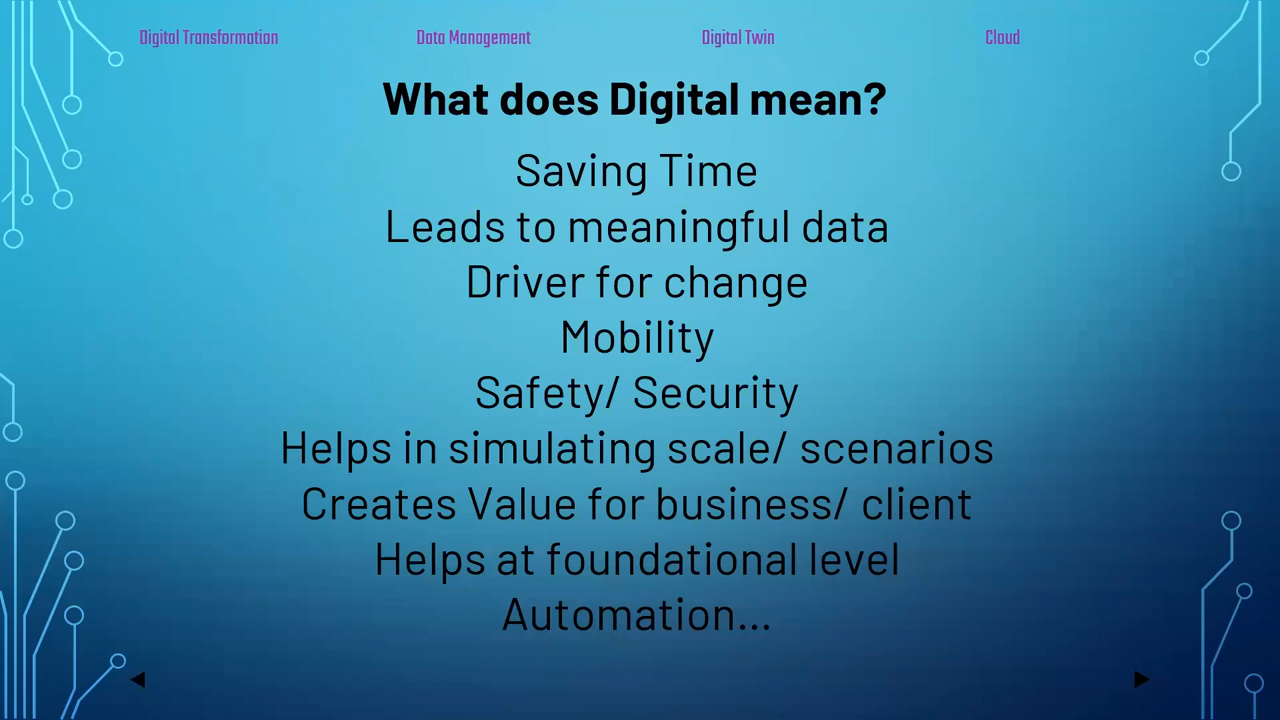 Digital Transformation Data Management Digital Twin Cloud
What does Digital mean?
Saving Time
Leads to meaningful data
Driver for change
Mobility
Safety/ Security
Helps in simulating scale/ scenarios
Creates Value for business/ client
Helps at foundational level
Automation...